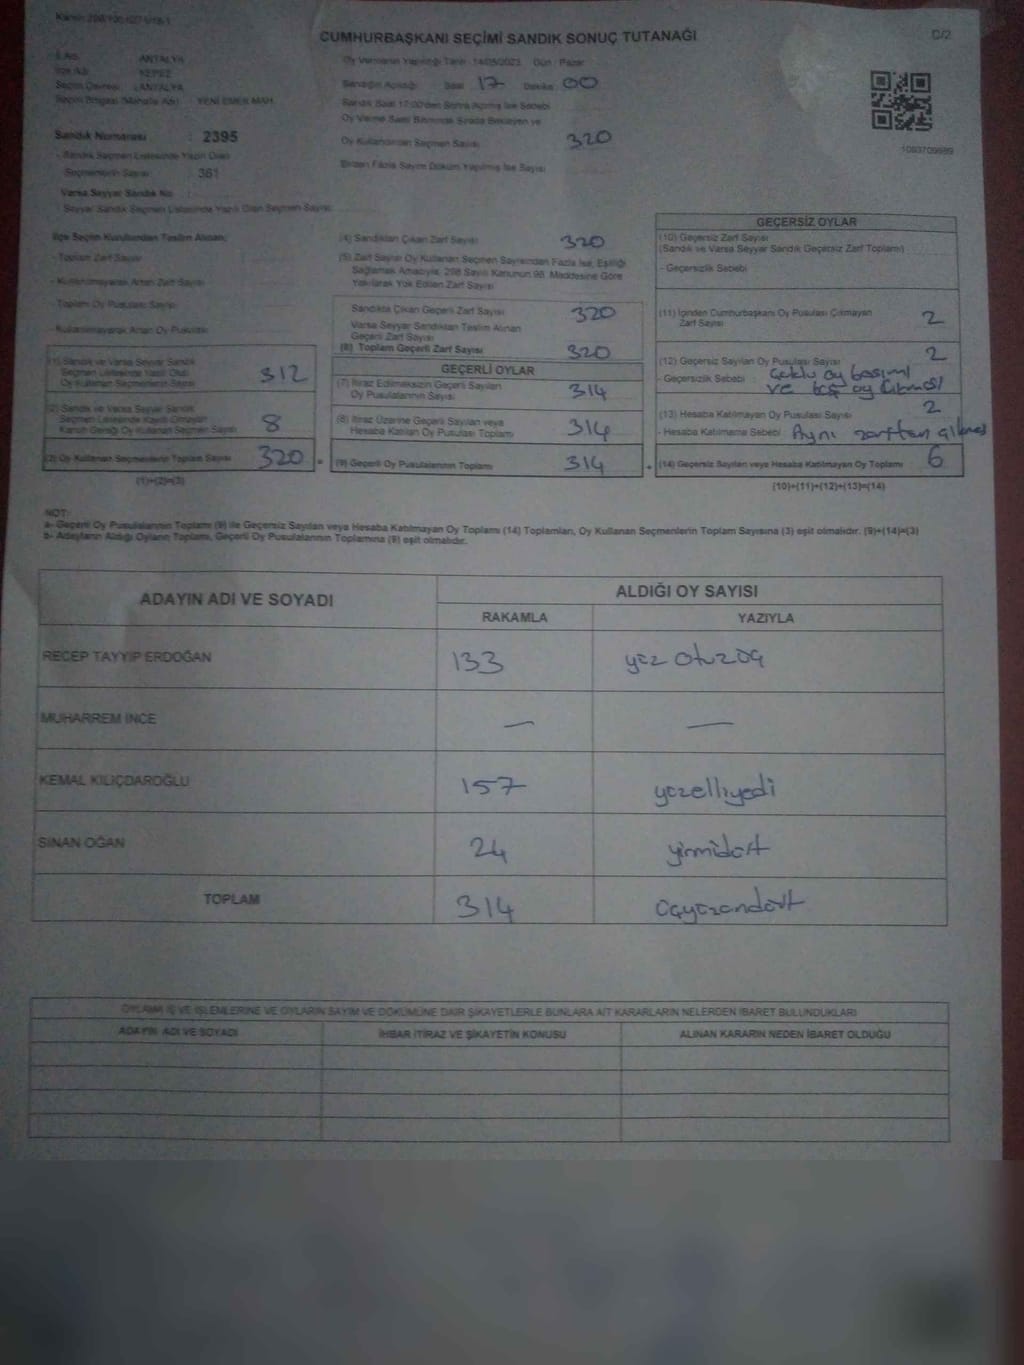 CUMHURBAŞKANI SEÇİMİ SANDIK SONUÇ TUTANAĞI
D/2
İl Adı : ANTALYA
İlçe Adı : KEPEZ
Seçim Çevresi : ANTALYA
Seçim Bölgesi (Mahalle Adı) : YENİ EMEK MAH.
Sandık Numarası : 2395
- Sandık Seçmen Listesinde Yazılı Olan
Seçmenlerin Sayısı : 361
Varsa Seyyar Sandık No :
- Seyyar Sandık Seçmen Listesinde Yazılı Olan Seçmen Sayısı
Oy Vermenin Yapıldığı Tarih : 14/05/2023 Gün : Pazar
Sandığın Açıldığı : Saat 17 Dakika 00
Sandık Saat 17:00'den Sonra Açılmış İse Sebebi
Oy Verme Saati Bitiminde Sırada Bekleyen ve
Oy Kullandırılan Seçmen Sayısı 320
Birden Fazla Sayım Döküm Yapılmış İse Sayısı
1093709989
İlçe Seçim Kurulundan Teslim Alınan;
- Toplam Zarf Sayısı
- Kullanılmayarak Artan Zarf Sayısı
- Toplam Oy Pusulası Sayısı
- Kullanılmayarak Artan Oy Pusulası
(1) Sandık ve Varsa Seyyar Sandık
Seçmen Listesinde Yazılı Olup
Oy Kullanan Seçmenlerin Sayısı 312
(2) Sandık ve Varsa Seyyar Sandık
Seçmen Listesinde Kayıtlı Olmayan
Kanun Gereği Oy Kullanan Seçmen Sayısı 8
(3) Oy Kullanan Seçmenlerin Toplam Sayısı 320
(1)+(2)=(3)
(4) Sandıktan Çıkan Zarf Sayısı 320
(5) Zarf Sayısı Oy Kullanan Seçmen Sayısından Fazla İse, Eşitliği
Sağlamak Amacıyla, 298 Sayılı Kanunun 98. Maddesine Göre
Yakılarak Yok Edilen Zarf Sayısı
Sandıkta Çıkan Geçerli Zarf Sayısı 320
Varsa Seyyar Sandıktan Teslim Alınan
Geçerli Zarf Sayısı
(6) Toplam Geçerli Zarf Sayısı 320
GEÇERLİ OYLAR
(7) İtiraz Edilmeksizin Geçerli Sayılan
Oy Pusulalarının Sayısı 314
(8) İtiraz Üzerine Geçerli Sayılan veya
Hesaba Katılan Oy Pusulası Toplamı 314
(9) Geçerli Oy Pusulalarının Toplamı 314
GEÇERSİZ OYLAR
(10) Geçersiz Zarf Sayısı
(Sandık ve Varsa Seyyar Sandık Geçersiz Zarf Toplamı)
- Geçersizlik Sebebi
(11) İçinden Cumhurbaşkanı Oy Pusulası Çıkmayan
Zarf Sayısı 2
(12) Geçersiz Sayılan Oy Pusulası Sayısı 2
- Geçersizlik Sebebi : Çoklu oy basımı
ve boş oy çıkması
(13) Hesaba Katılmayan Oy Pusulası Sayısı 2
- Hesaba Katılmama Sebebi : Aynı zarftan çıkması
(14) Geçersiz Sayılan veya Hesaba Katılmayan Oy Toplamı 6
(10)+(11)+(12)+(13)=(14)
NOT:
a- Geçerli Oy Pusulalarının Toplamı (9) ile Geçersiz Sayılan veya Hesaba Katılmayan Oy Toplamı (14) Toplamları, Oy Kullanan Seçmenlerin Toplam Sayısına (3) eşit olmalıdır. (9)+(14)=(3)
b- Adayların Aldığı Oyların Toplamı, Geçerli Oy Pusulalarının Toplamına (9) eşit olmalıdır.
ADAYIN ADI VE SOYADI
ALDIĞI OY SAYISI
RAKAMLA YAZIYLA
RECEP TAYYİP ERDOĞAN 133 yüz otuzüç
MUHARREM İNCE — —
KEMAL KILIÇDAROĞLU 157 yüzelliyedi
SİNAN OĞAN 24 yirmidört
TOPLAM 314 üçyüzondört
OYLAMA İŞ VE İŞLEMLERİNE VE OYLARIN SAYIM VE DÖKÜMÜNE DAİR ŞİKAYETLERLE BUNLARA AİT KARARLARIN NELERDEN İBARET BULUNDUKLARI
ADAYIN ADI VE SOYADI İHBAR İTİRAZ VE ŞİKAYETİN KONUSU ALINAN KARARIN NEDEN İBARET OLDUĞU